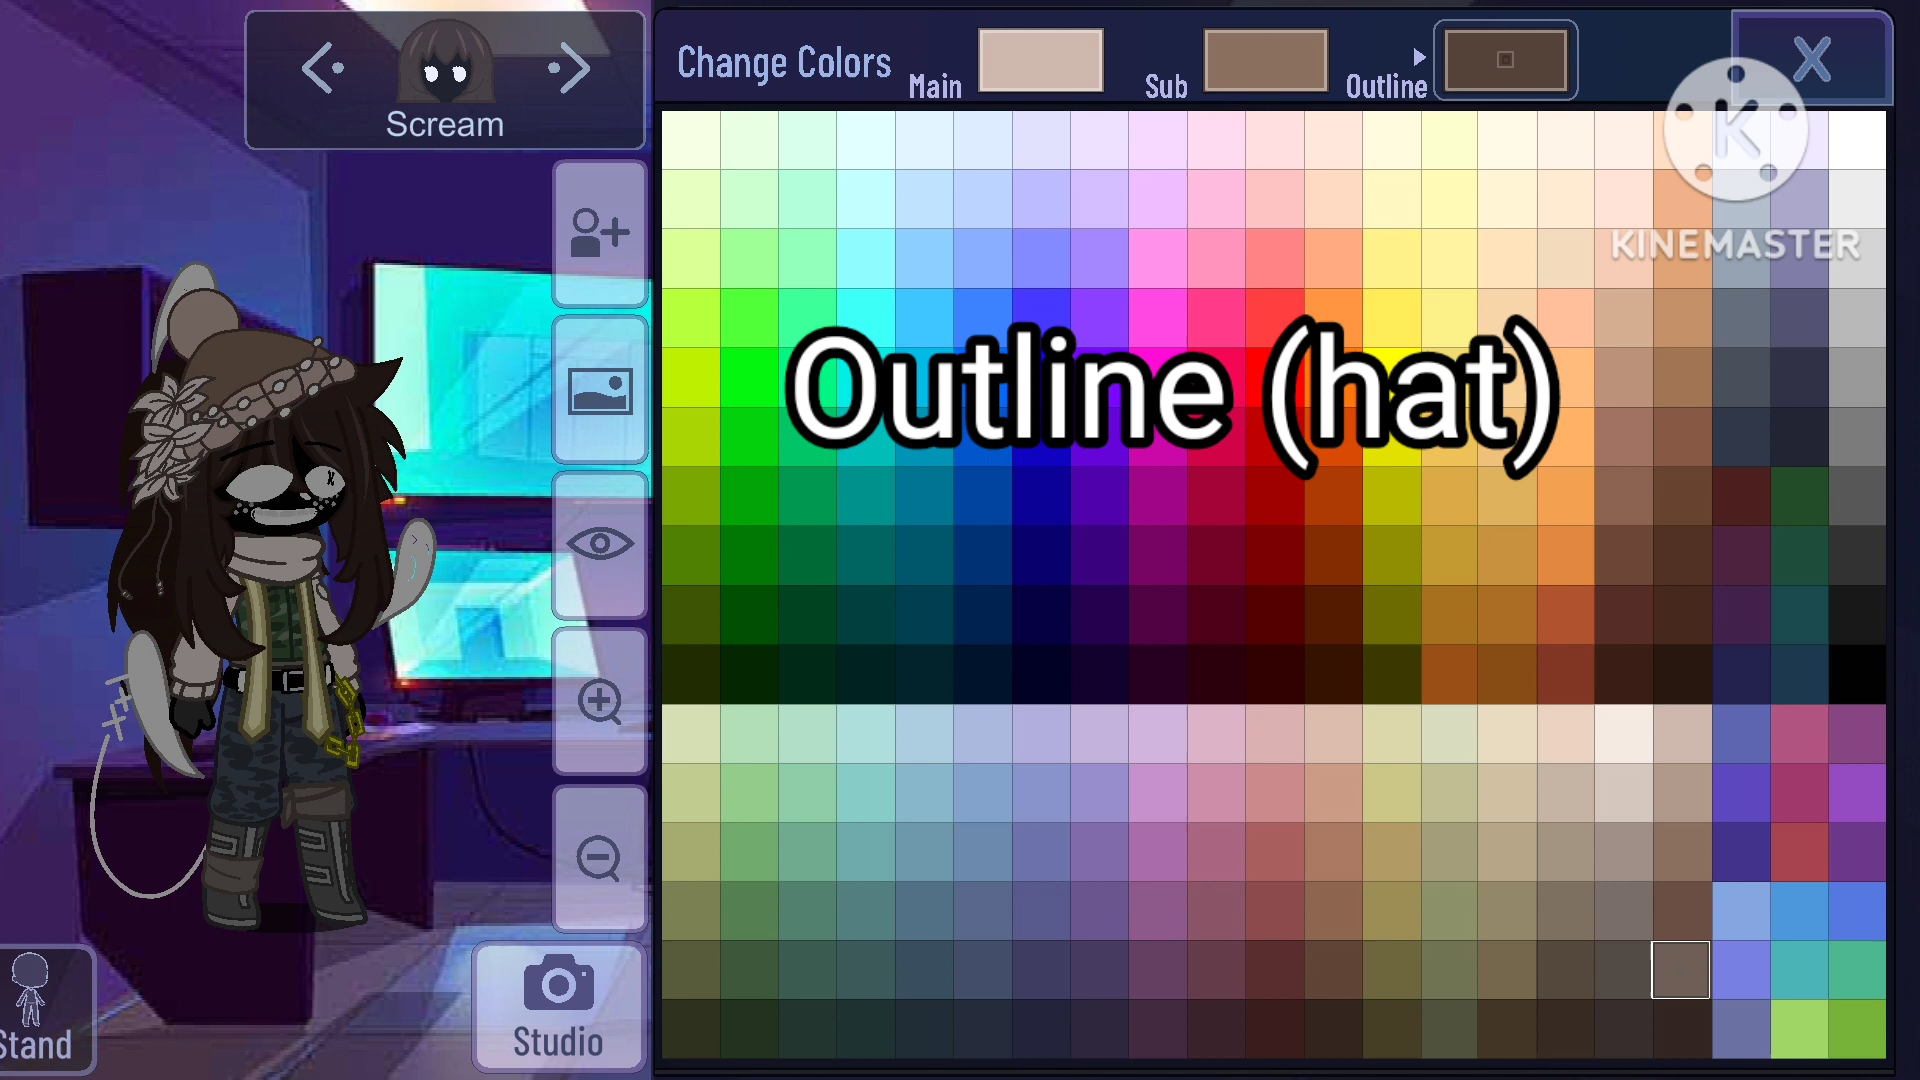 Scream
Change Colors
Main
Sub
Outline
X
K
KINEMASTER
Outline (hat)
Stand
Studio